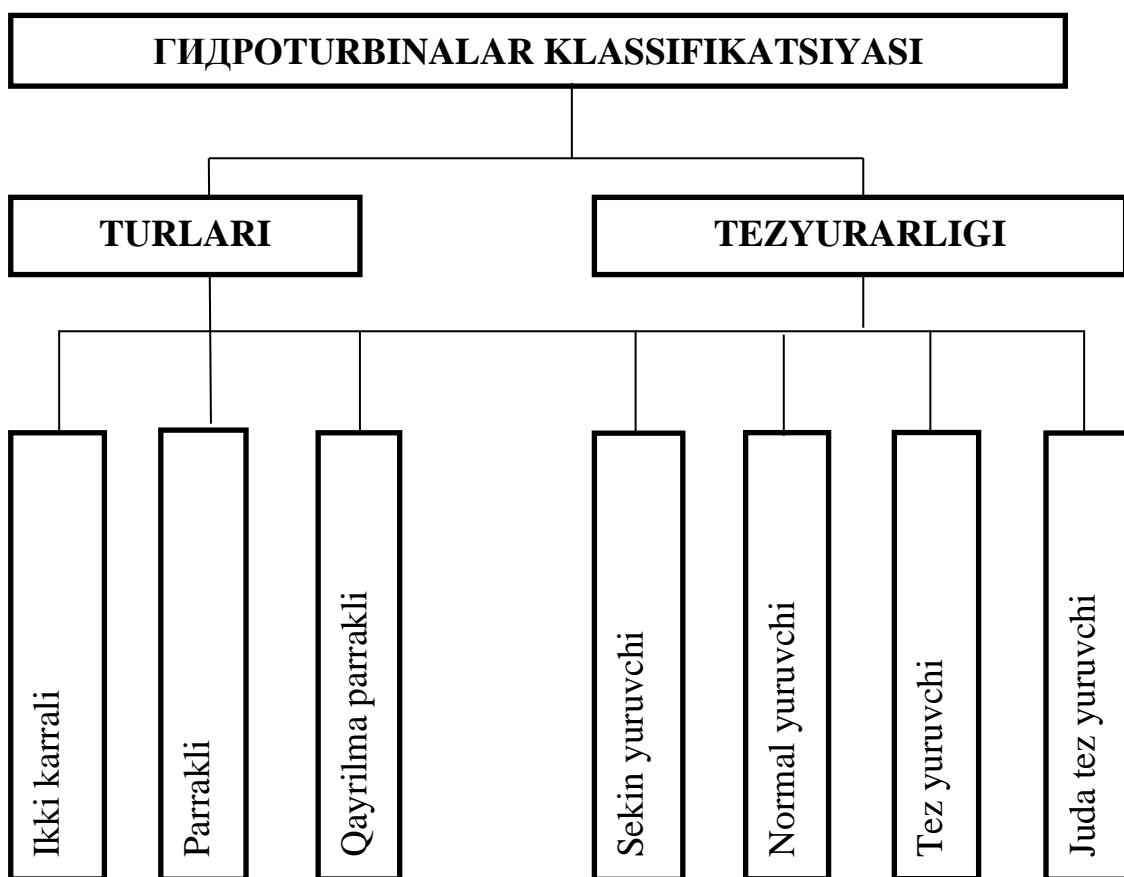 ГИДРОTURBINALAR KLASSIFIKATSIYASI
TURLARI
TEZYURARLIGI
Ikki karrali
Parrakli
Qayrilma parrakli
Sekin yuruvchi
Normal yuruvchi
Tez yuruvchi
Juda tez yuruvchi